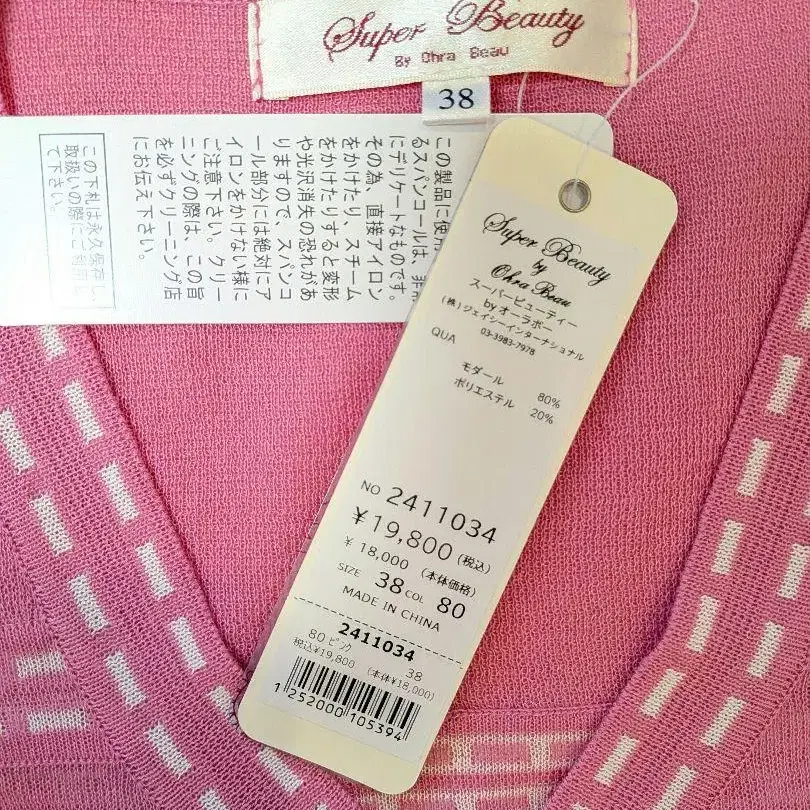 Super Beauty
By Ohra Beau
38
この製品に使用
るスパンコールは、非常
にデリケートなものです。
その為、直接アイロン
をかけたり、スチーム
をかけたりすると変形
や光沢消失の恐れがあ
りますので、スパンコ
ール部分には絶対にア
イロンをかけない様に
ご注意下さい。クリー
ニングの際は、この旨
を必ずクリーニング店
にお伝え下さい。
この下札は永久保存し、
取扱いの際にご利用し
て下さい。
Super Beauty
by
Ohra Beau
スーパービューティー
byオーラボー
(株)ジェイシーインターナショナル
03-3983-7978
QUA
モダール 80%
ポリエステル 20%
NO 2411034
¥19,800 (税込)
¥ 18,000 (本体価格)
SIZE 38 COL 80
MADE IN CHINA
2411034
80 ピンク 38
税込¥19,800 (本体¥18,000)
1 252000 105394